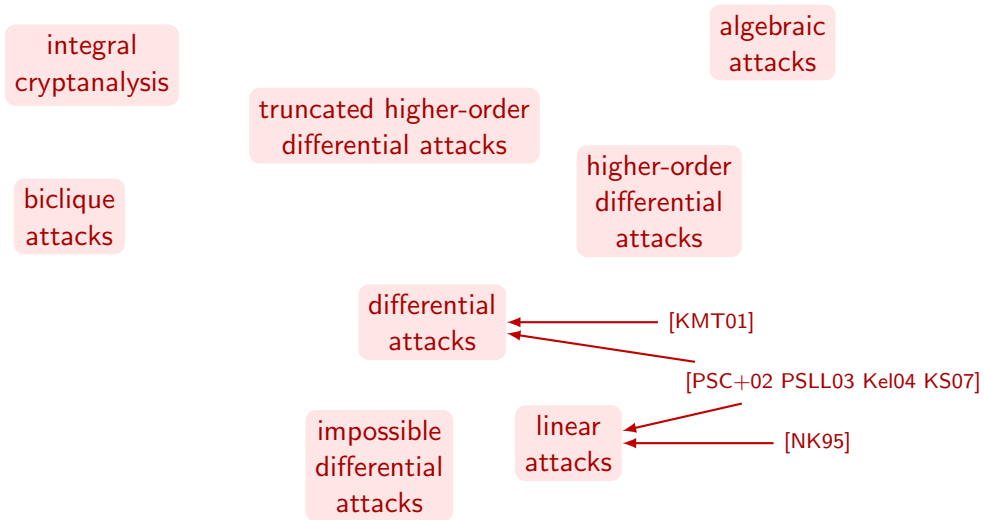 algebraic
attacks
integral
cryptanalysis
truncated higher-order
differential attacks
higher-order
differential
attacks
biclique
attacks
differential
attacks
[KMT01]
[PSC+02 PSLL03 Kel04 KS07]
linear
attacks
[NK95]
impossible
differential
attacks